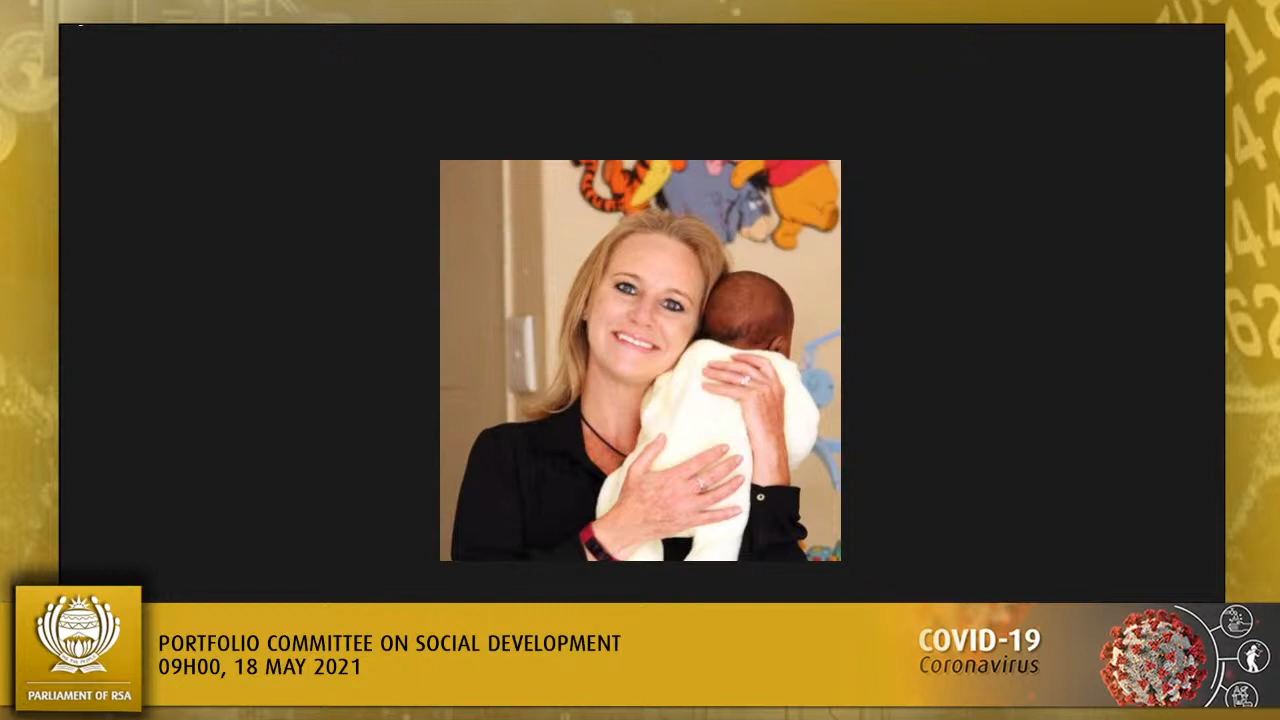 PORTFOLIO COMMITTEE ON SOCIAL DEVELOPMENT
09H00, 18 MAY 2021
COVID-19
Coronavirus
PARLIAMENT OF RSA